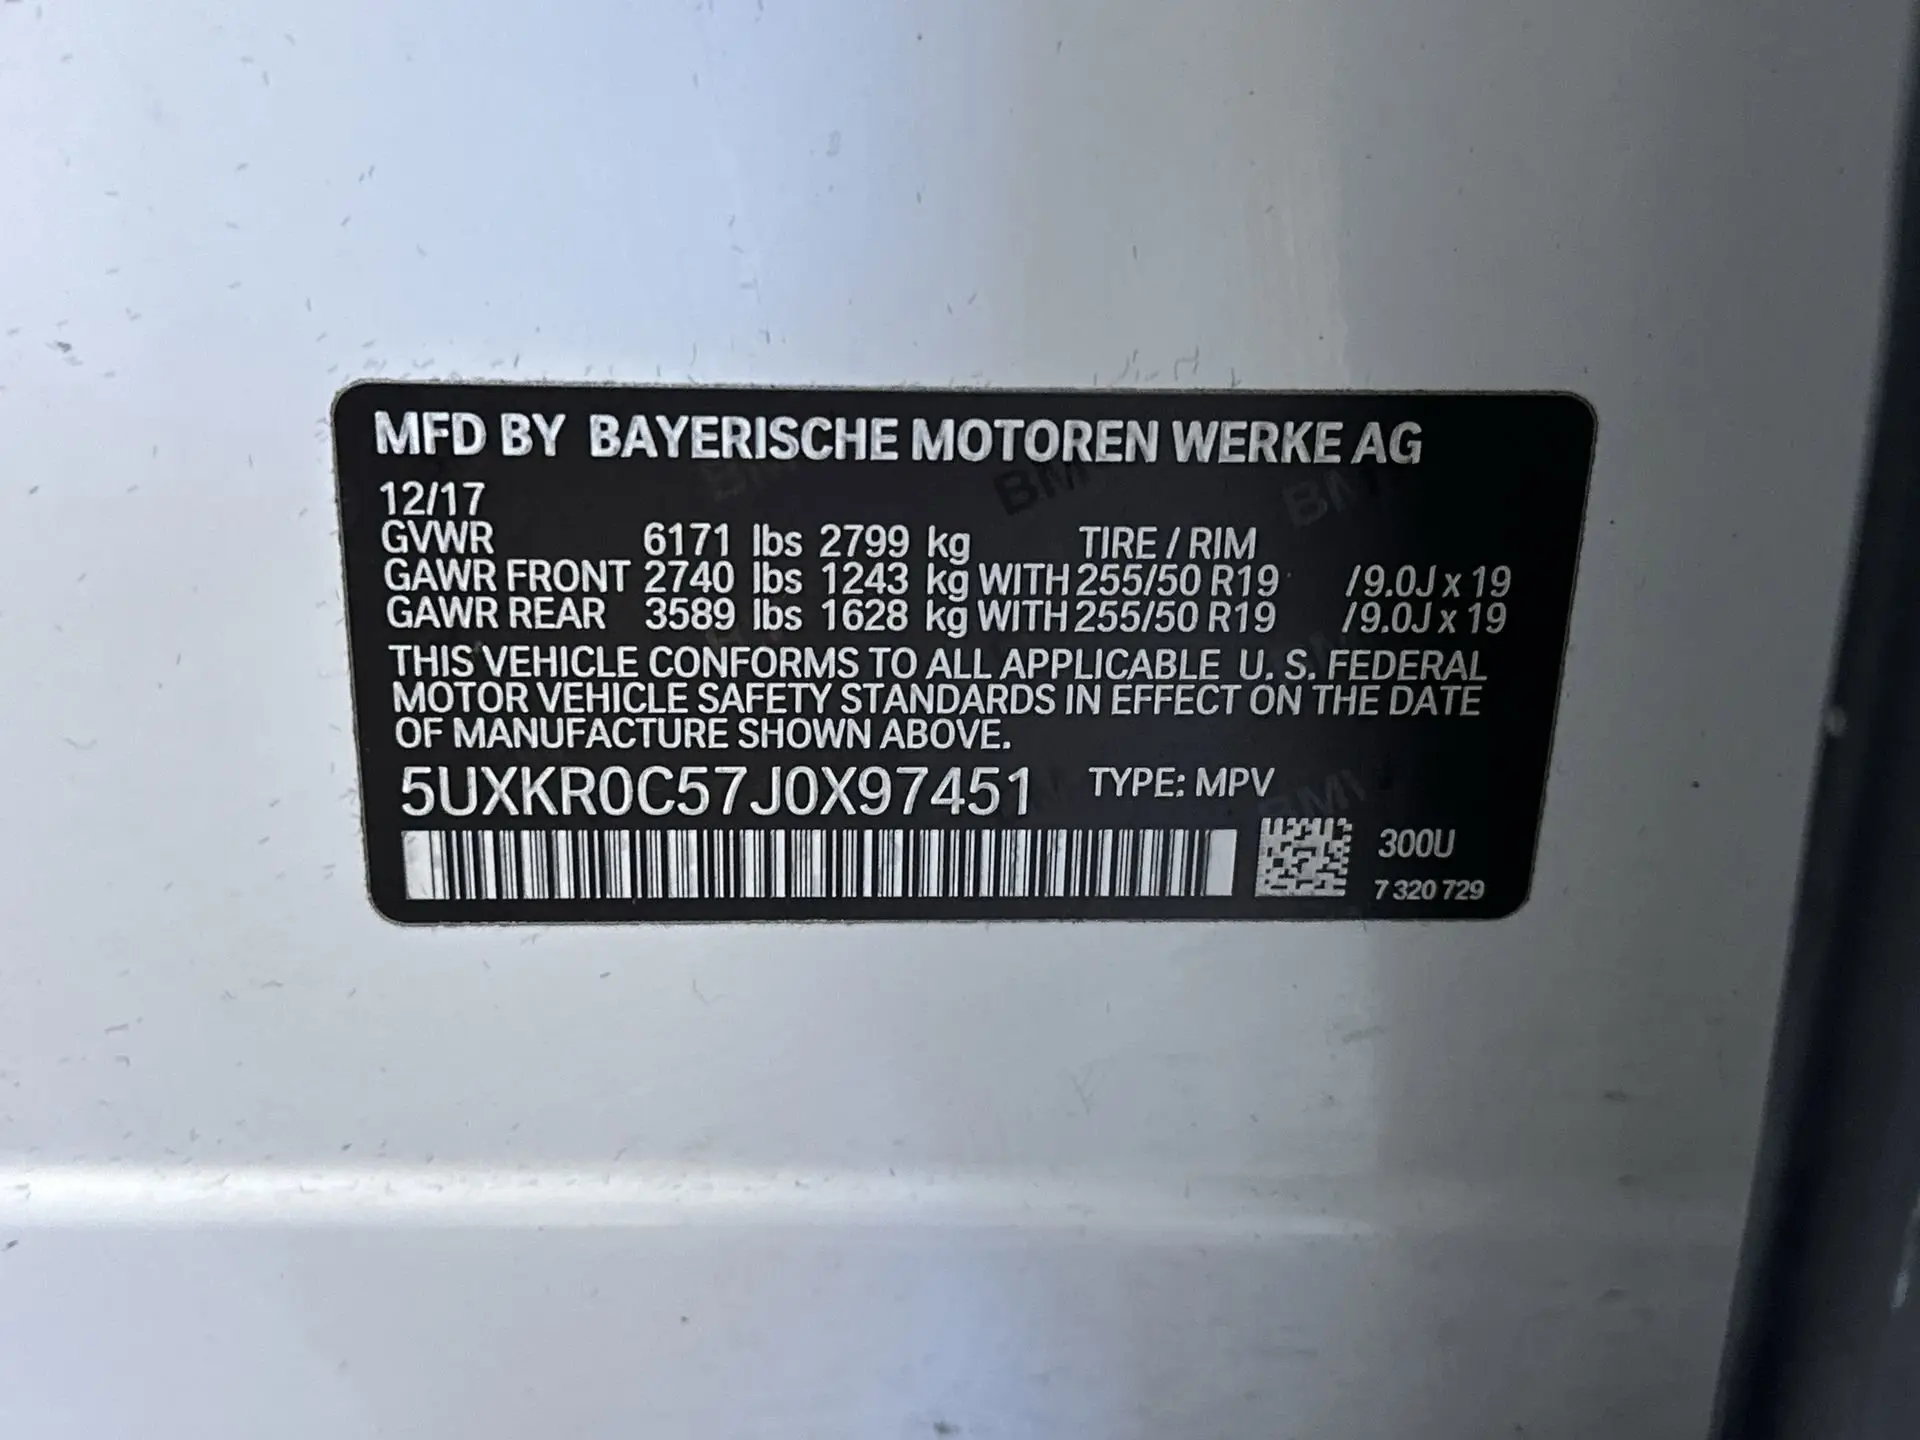 MFD BY BAYERISCHE MOTOREN WERKE AG
12/17
GVWR 6171 lbs 2799 kg TIRE / RIM
GAWR FRONT 2740 lbs 1243 kg WITH 255/50 R19 /9.0J x 19
GAWR REAR 3589 lbs 1628 kg WITH 255/50 R19 /9.0J x 19
THIS VEHICLE CONFORMS TO ALL APPLICABLE U. S. FEDERAL
MOTOR VEHICLE SAFETY STANDARDS IN EFFECT ON THE DATE
OF MANUFACTURE SHOWN ABOVE.
5UXKR0C57J0X97451 TYPE: MPV
300U
7 320 729